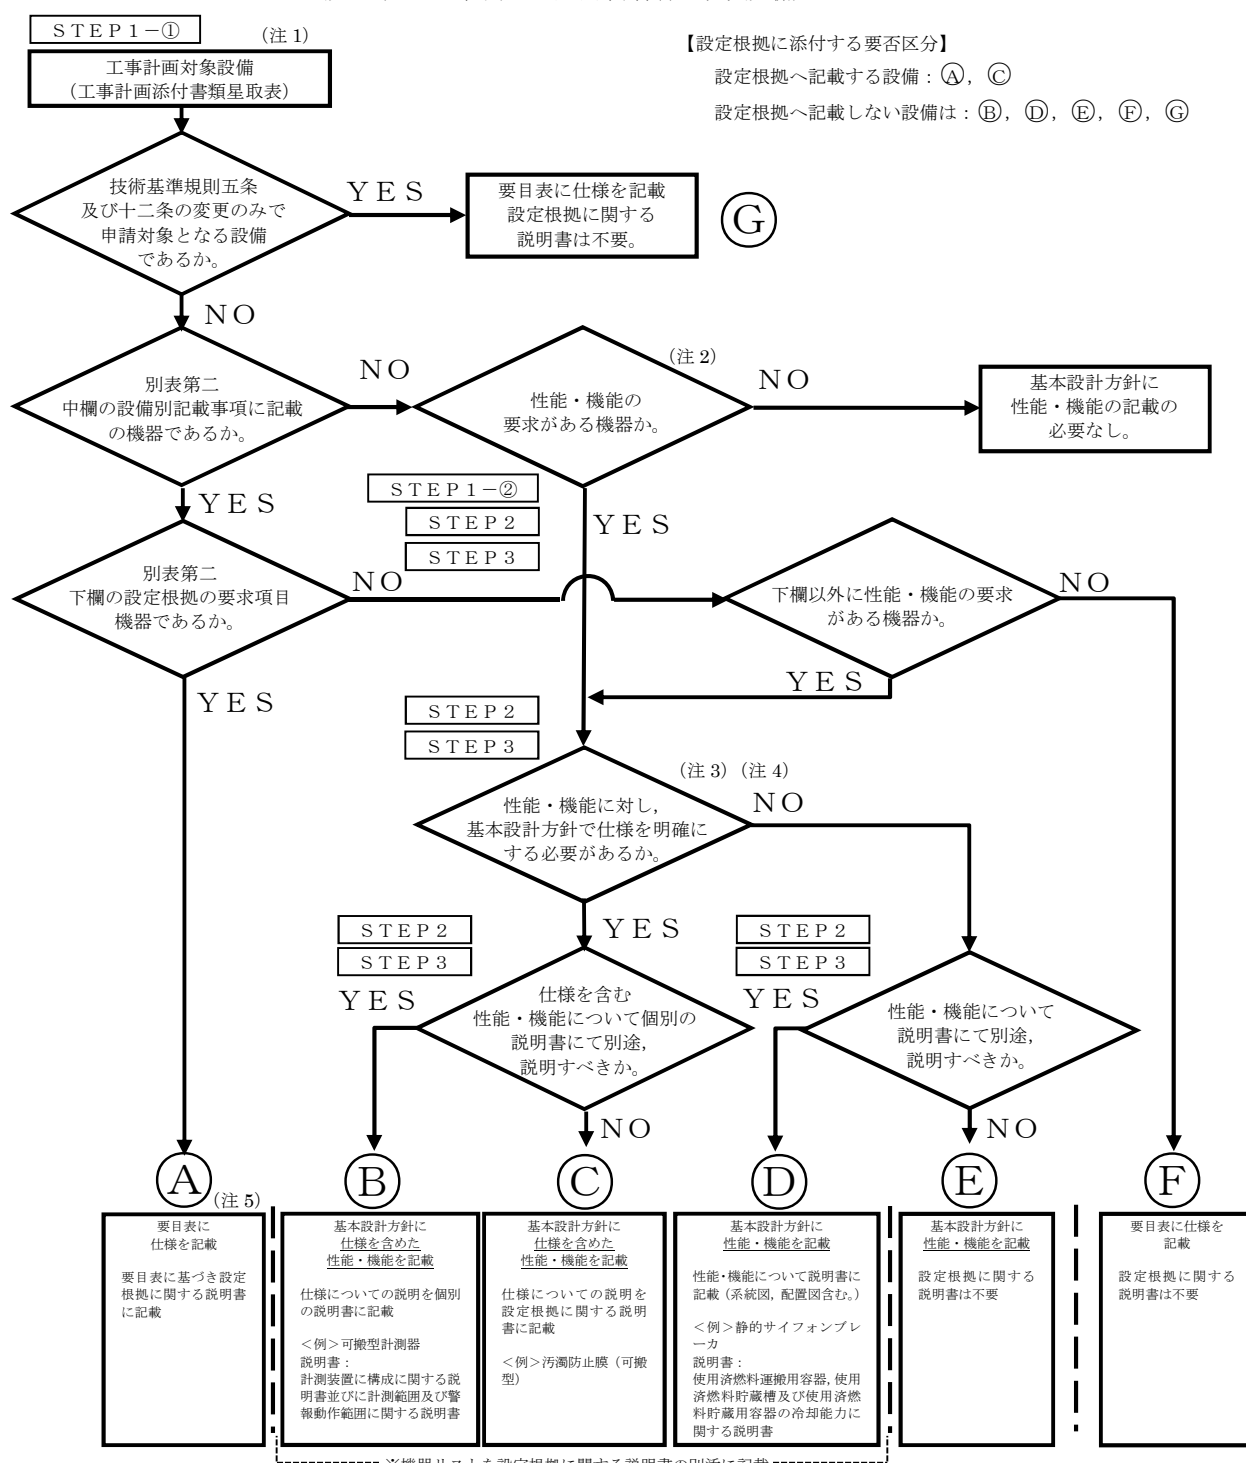 ＳＴＥＰ１－①
(注 1)
工事計画対象設備
(工事計画添付書類星取表)
【設定根拠に添付する要否区分】
設定根拠へ記載する設備：Ⓐ，Ⓒ
設定根拠へ記載しない設備は：Ⓑ，Ⓓ，Ⓔ，Ⓕ，Ⓖ
技術基準規則五条
及び十二条の変更のみで
申請対象となる設備
であるか。
ＹＥＳ
要目表に仕様を記載
設定根拠に関する
説明書は不要。
Ⓖ
ＮＯ
別表第二
中欄の設備別記載事項に記載
の機器であるか。
ＮＯ
(注 2)
性能・機能の
要求がある機器か。
ＮＯ
基本設計方針に
性能・機能の記載の
必要なし。
ＹＥＳ
ＳＴＥＰ１－②
ＳＴＥＰ２
ＳＴＥＰ３
ＹＥＳ
別表第二
下欄の設定根拠の要求項目
機器であるか。
ＮＯ
下欄以外に性能・機能の要求
がある機器か。
ＮＯ
ＹＥＳ
ＹＥＳ
ＳＴＥＰ２
ＳＴＥＰ３
(注 3) (注 4)
性能・機能に対し，
基本設計方針で仕様を明確に
する必要があるか。
ＮＯ
ＹＥＳ
ＳＴＥＰ２
ＳＴＥＰ３
ＹＥＳ
仕様を含む
性能・機能について個別の
説明書にて別途，
説明すべきか。
ＳＴＥＰ２
ＳＴＥＰ３
ＹＥＳ
性能・機能について
説明書にて別途，
説明すべきか。
ＮＯ
ＮＯ
Ⓐ
(注 5)
要目表に
仕様を記載
要目表に基づき設定
根拠に関する説明書
に記載
Ⓑ
基本設計方針に
仕様を含めた
性能・機能を記載
仕様についての説明を個別
の説明書に記載
＜例＞可搬型計測器
説明書：
計測装置に構成に関する説
明書並びに計測範囲及び警
報動作範囲に関する説明書
Ⓒ
基本設計方針に
仕様を含めた
性能・機能を記載
仕様についての説明を
設定根拠に関する説明
書に記載
＜例＞汚濁防止膜（可搬
型）
Ⓓ
基本設計方針に
性能・機能を記載
性能・機能について説明書に
記載（系統図，配置図含む。）
＜例＞静的サイフォンブレ
ーカ
説明書：
使用済燃料運搬用容器，使用
済燃料貯蔵槽及び使用済燃
料貯蔵用容器の冷却能力に
関する説明書
Ⓔ
基本設計方針に
性能・機能を記載
設定根拠に関する
説明書は不要
Ⓕ
要目表に仕様を
記載
設定根拠に関する
説明書は不要